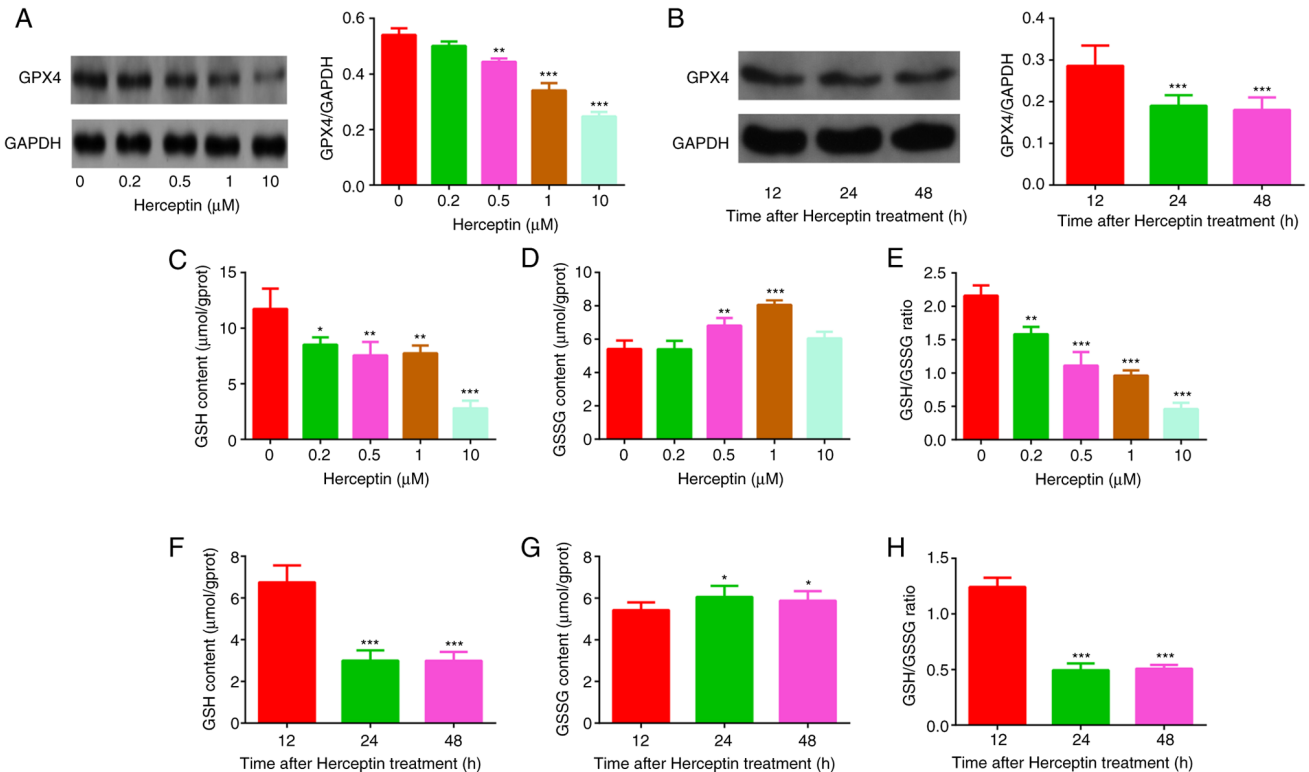 A
GPX4
GAPDH
0 0.2 0.5 1 10
Herceptin (μM)
GPX4/GAPDH
0.6
0.4
0.2
0.0
** *** ***
0 0.2 0.5 1 10
Herceptin (μM)
B
GPX4
GAPDH
12 24 48
Time after Herceptin treatment (h)
GPX4/GAPDH
0.4
0.3
0.2
0.1
0.0
*** ***
12 24 48
Time after Herceptin treatment (h)
C
GSH content (μmol/gprot)
15
10
5
0
* ** ** ***
0 0.2 0.5 1 10
Herceptin (μM)
D
GSSG content (μmol/gprot)
10
8
6
4
2
0
** ***
0 0.2 0.5 1 10
Herceptin (μM)
E
GSH/GSSG ratio
2.5
2.0
1.5
1.0
0.5
0.0
** *** *** ***
0 0.2 0.5 1 10
Herceptin (μM)
F
GSH content (μmol/gprot)
8
6
4
2
0
*** ***
12 24 48
Time after Herceptin treatment (h)
G
GSSG content (μmol/gprot)
8
6
4
2
0
* *
12 24 48
Time after Herceptin treatment (h)
H
GSH/GSSG ratio
1.5
1.0
0.5
0.0
*** ***
12 24 48
Time after Herceptin treatment (h)